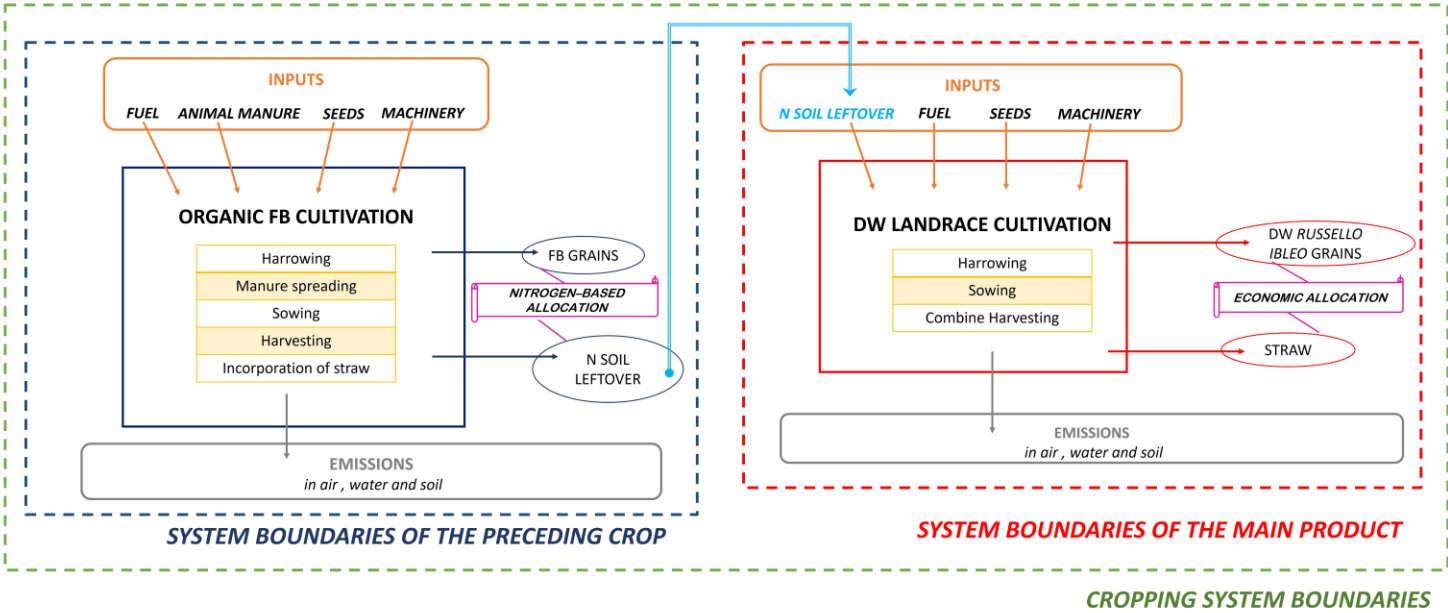 INPUTS
FUEL ANIMAL MANURE SEEDS MACHINERY
ORGANIC FB CULTIVATION
Harrowing
Manure spreading
Sowing
Harvesting
Incorporation of straw
FB GRAINS
NITROGEN–BASED
ALLOCATION
N SOIL
LEFTOVER
EMISSIONS
in air , water and soil
SYSTEM BOUNDARIES OF THE PRECEDING CROP
INPUTS
N SOIL LEFTOVER FUEL SEEDS MACHINERY
DW LANDRACE CULTIVATION
Harrowing
Sowing
Combine Harvesting
DW RUSSELLO
IBLEO GRAINS
ECONOMIC ALLOCATION
STRAW
EMISSIONS
in air , water and soil
SYSTEM BOUNDARIES OF THE MAIN PRODUCT
CROPPING SYSTEM BOUNDARIES